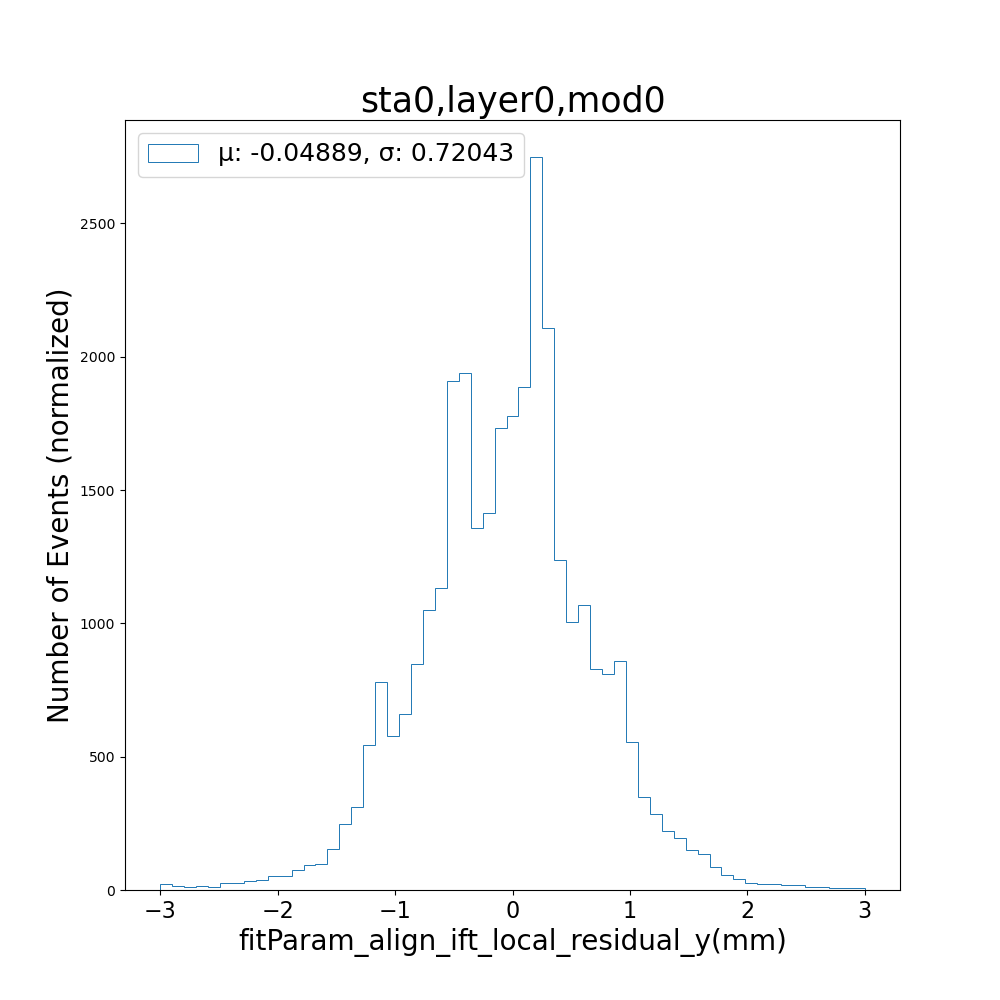 sta0,layer0,mod0
μ: -0.04889, σ: 0.72043
Number of Events (normalized)
2500
2000
1500
1000
500
0
−3 −2 −1 0 1 2 3
fitParam_align_ift_local_residual_y(mm)